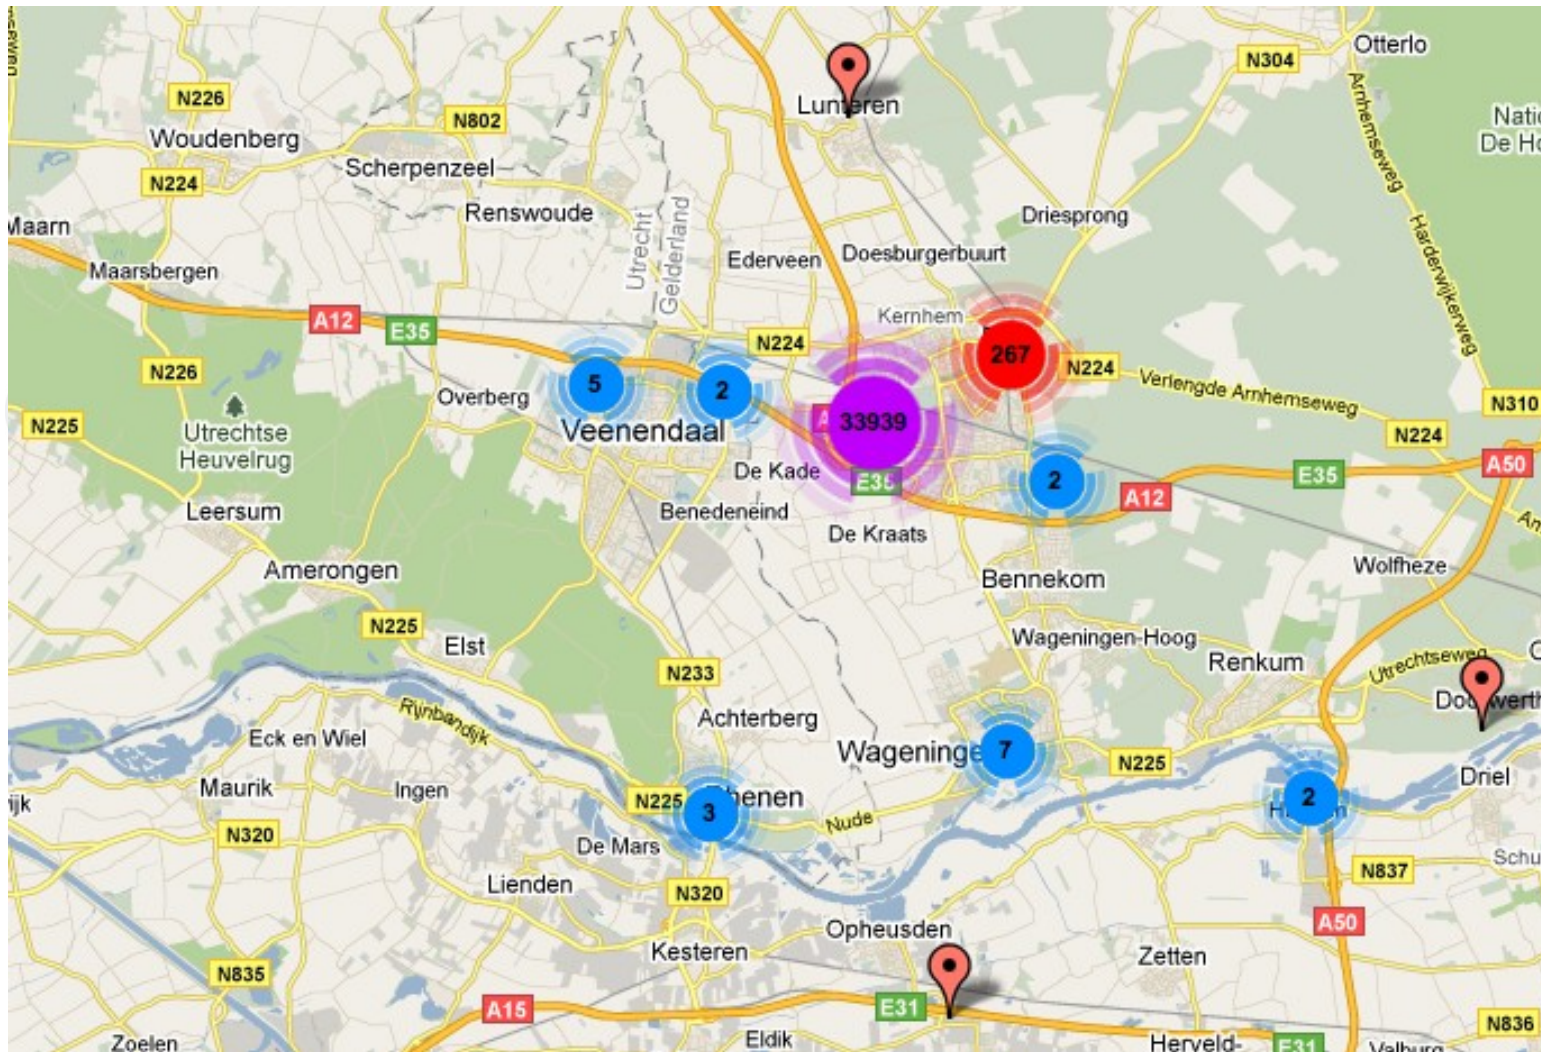 Otterlo
N304
N226
Lunteren
N802
Woudenberg
Arnhemseweg
Scherpenzeel
N224
Renswoude
Driesprong
Maarn
Utrecht
Gelderland
Harderwijkerweg
Doesburgerbuurt
Ederveen
Maarsbergen
Kernhem
A12
E35
N224
267
N226
N224
5
2
Verlengde Arnhemseweg
Overberg
N310
33939
N225
Utrechtse
Heuvelrug
Veenendaal
N224
De Kade
A50
E35
2
E35
A12
Leersum
Benedeneind
De Kraats
Wolfheze
Amerongen
Bennekom
N225
Elst
Wageningen-Hoog
Renkum
Utrechtseweg
N233
Rijnbandijk
Achterberg
Eck en Wiel
Wageninge
7
N225
Driel
Maurik
Ingen
N225
Rhenen
3
2
Nude
N320
De Mars
N837
Lienden
N320
Opheusden
A50
Kesteren
Zetten
N835
A15
E31
N836
Zoelen
Eldik
Herveld-
E31
Valburg